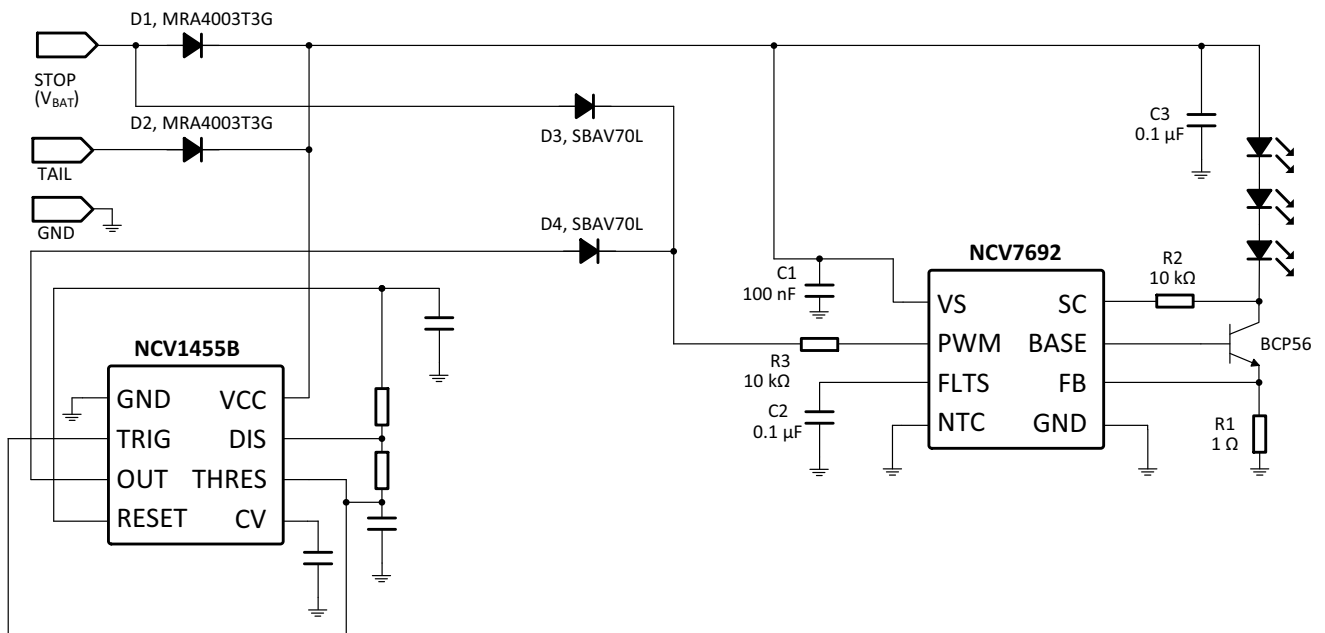 D1, MRA4003T3G
STOP
(VBAT)
D2, MRA4003T3G
TAIL
GND
D3, SBAV70L
D4, SBAV70L
C3
0.1 µF
NCV7692
C1
100 nF
R2
10 kΩ
VS SC
PWM BASE
FLTS FB
NTC GND
BCP56
R3
10 kΩ
C2
0.1 µF
R1
1 Ω
NCV1455B
GND VCC
TRIG DIS
OUT THRES
RESET CV